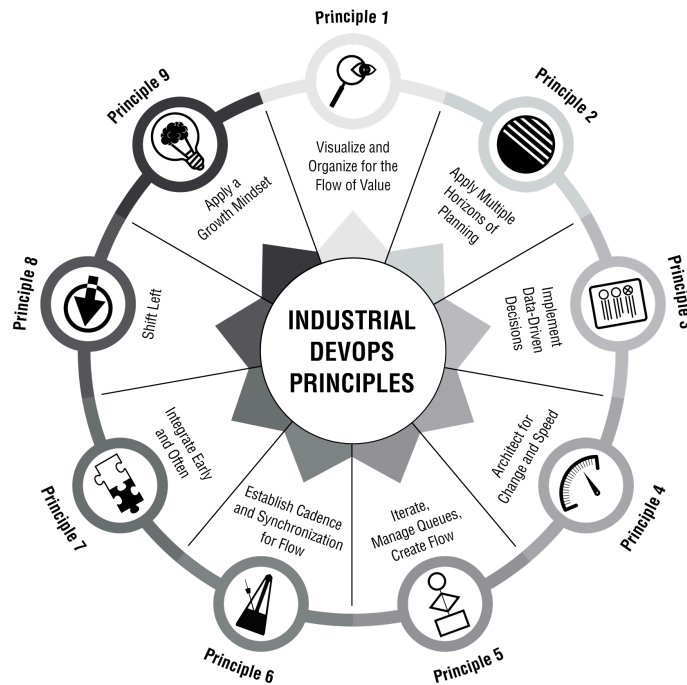 Principle 1
Visualize and
Organize for the
Flow of Value
Principle 2
Apply Multiple
Horizons of
Planning
Principle 3
Implement
Data-Driven
Decisions
Principle 4
Architect for
Change and Speed
Principle 5
Iterate,
Manage Queues,
Create Flow
Principle 6
Establish Cadence
and Synchronization
for Flow
Principle 7
Integrate Early
and Often
Principle 8
Shift Left
Principle 9
Apply a
Growth Mindset
INDUSTRIAL
DEVOPS
PRINCIPLES